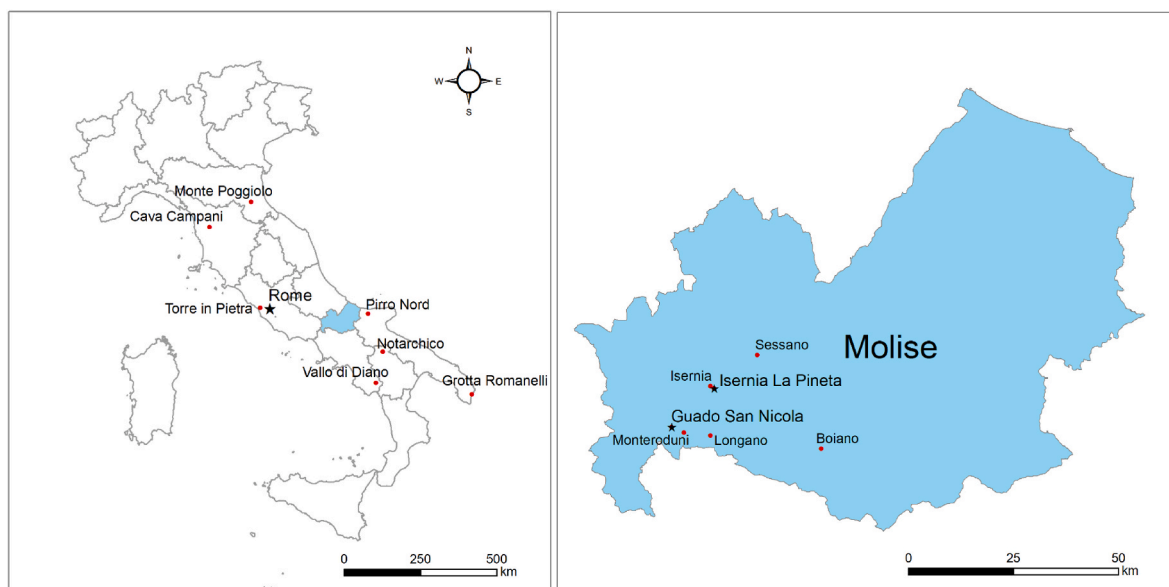 N
W E
S
Monte Poggiolo
Cava Campani
Rome
Torre in Pietra
Pirro Nord
Notarchico
Vallo di Diano
Grotta Romanelli
0 250 500
km
Molise
Sessano
Isernia
Isernia La Pineta
Guado San Nicola
Monteroduni
Longano
Boiano
0 25 50
km